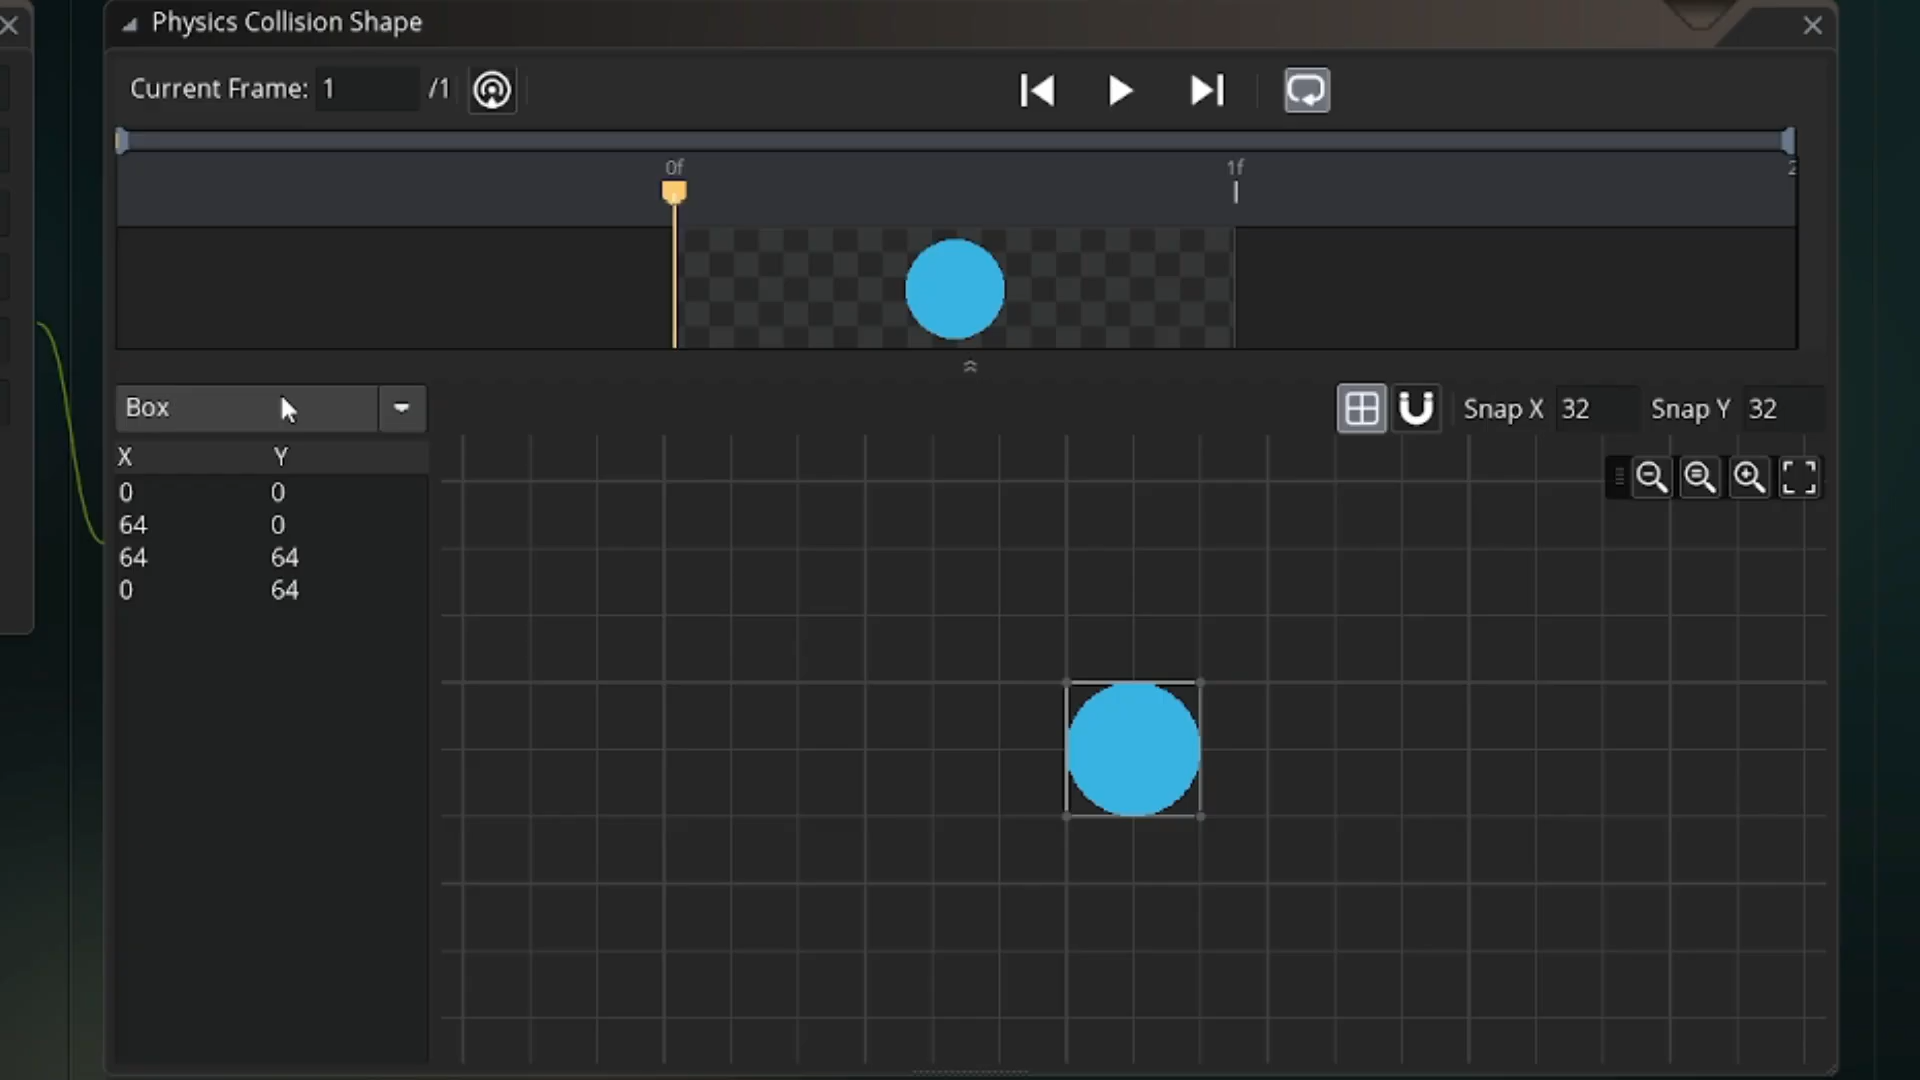 Physics Collision Shape
Current Frame: 1 /1
0f 1f 2
Box
Snap X 32 Snap Y 32
X Y
0 0
64 0
64 64
0 64